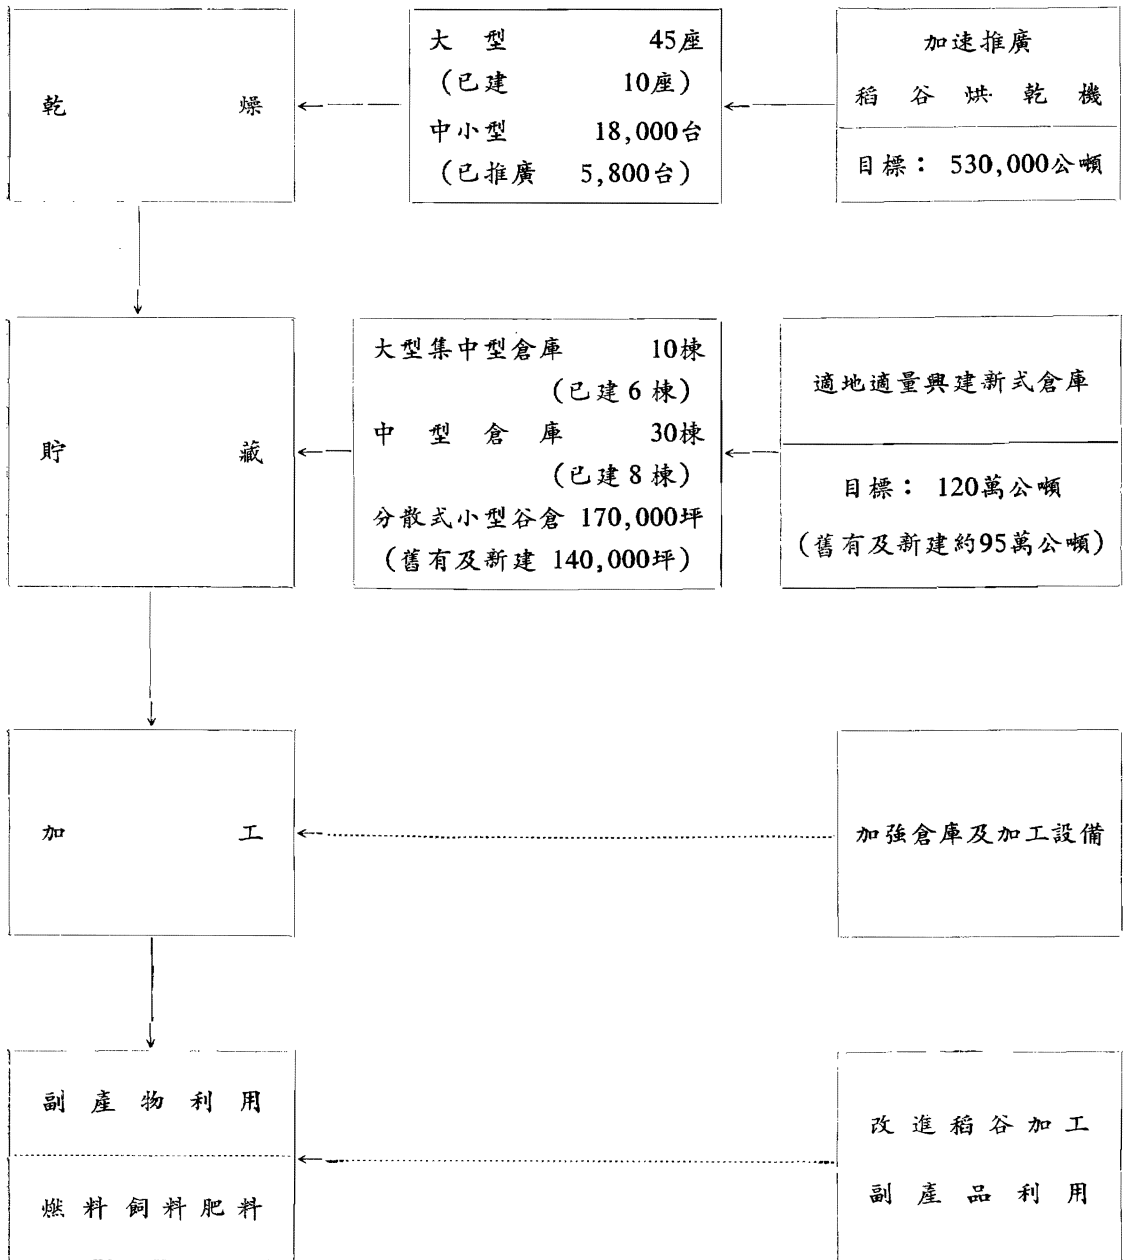 乾燥
大型 45座
(已建 10座)
中小型 18,000台
(已推廣 5,800台)
加速推廣
稻谷烘乾機
目標： 530,000公噸
貯藏
大型集中型倉庫 10棟
(已建6棟)
中型倉庫 30棟
(已建8棟)
分散式小型谷倉 170,000坪
(舊有及新建 140,000坪)
適地適量興建新式倉庫
目標： 120萬公噸
(舊有及新建約95萬公噸)
加工
加強倉庫及加工設備
副產物利用
燃料飼料肥料
改進稻谷加工
副產品利用